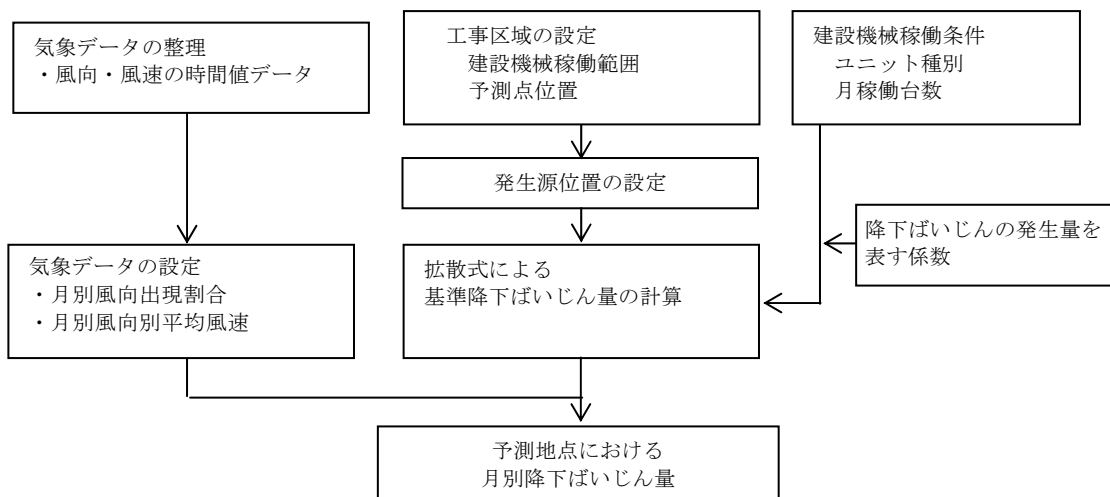 気象データの整理
・風向・風速の時間値データ
工事区域の設定
建設機械稼働範囲
予測点位置
建設機械稼働条件
ユニット種別
月稼働台数
発生源位置の設定
降下ばいじんの発生量を
表す係数
気象データの設定
・月別風向出現割合
・月別風向別平均風速
拡散式による
基準降下ばいじん量の計算
予測地点における
月別降下ばいじん量